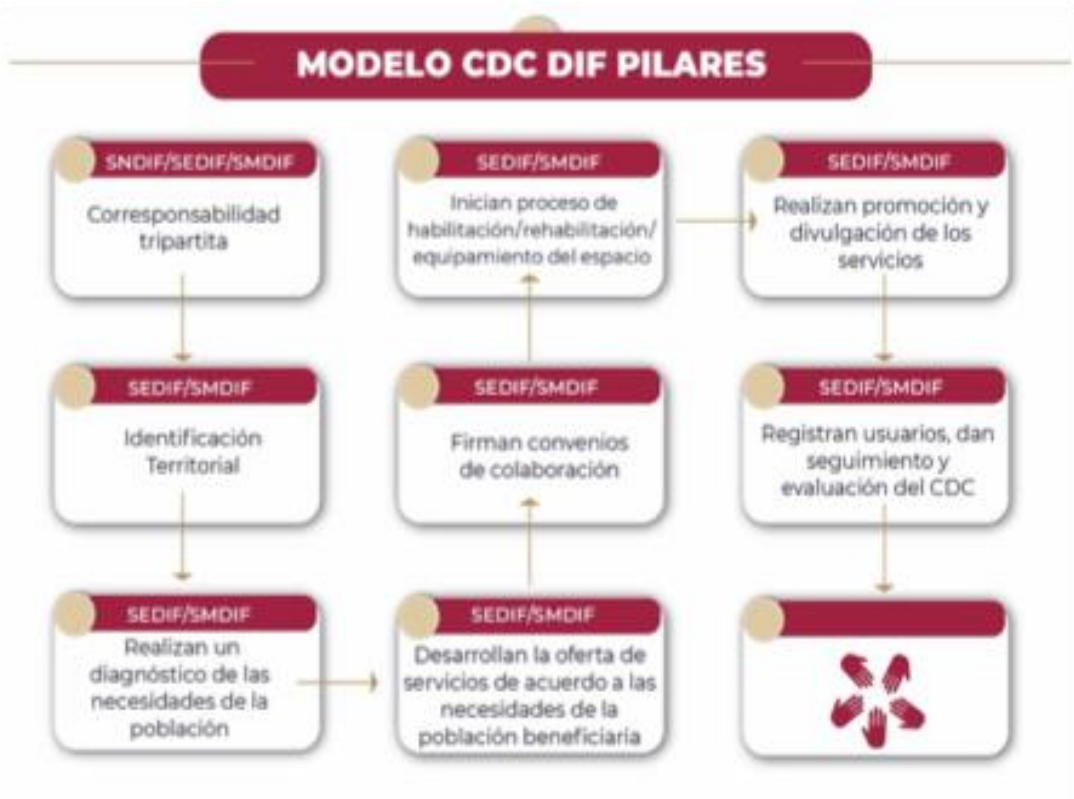 MODELO CDC DIF PILARES
SNDIF/SEDIF/SMDIF
Corresponsabilidad
tripartita
SEDIF/SMDIF
Identificación
Territorial
SEDIF/SMDIF
Realizan un
diagnóstico de las
necesidades de la
población
SEDIF/SMDIF
Desarrollan la oferta de
servicios de acuerdo a las
necesidades de la
población beneficiaria
SEDIF/SMDIF
Firman convenios
de colaboración
SEDIF/SMDIF
Inician proceso de
habilitación/rehabilitación/
equipamiento del espacio
SEDIF/SMDIF
Realizan promoción y
divulgación de los
servicios
SEDIF/SMDIF
Registran usuarios, dan
seguimiento y
evaluación del CDC